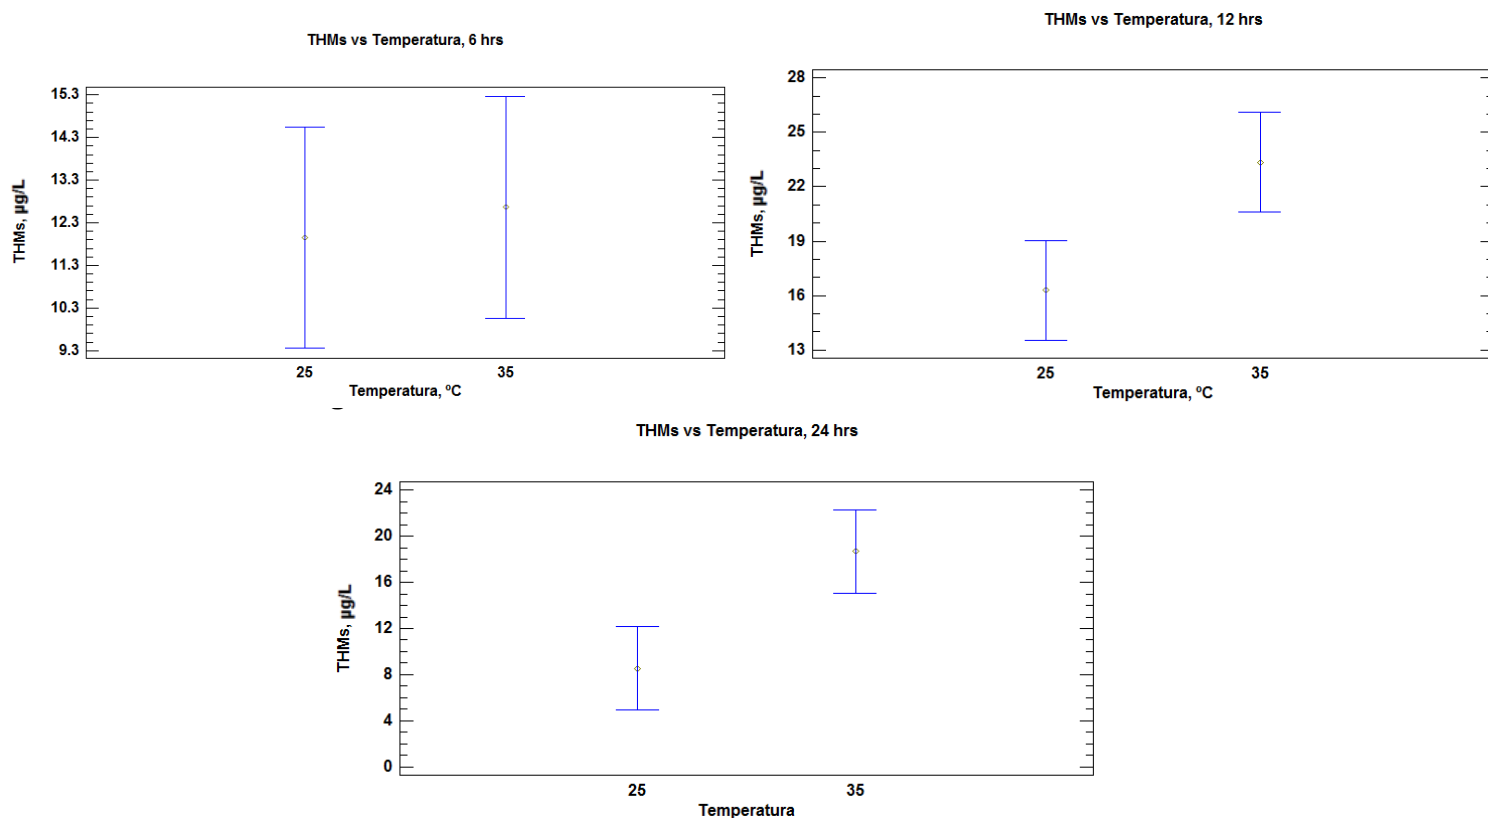 THMs vs Temperatura, 6 hrs
15.3
14.3
13.3
12.3
11.3
10.3
9.3
THMs, µg/L
25 35
Temperatura, ºC
THMs vs Temperatura, 12 hrs
28
25
22
19
16
13
THMs, µg/L
25 35
Temperatura, ºC
THMs vs Temperatura, 24 hrs
24
20
16
12
8
4
0
THMs, µg/L
25 35
Temperatura